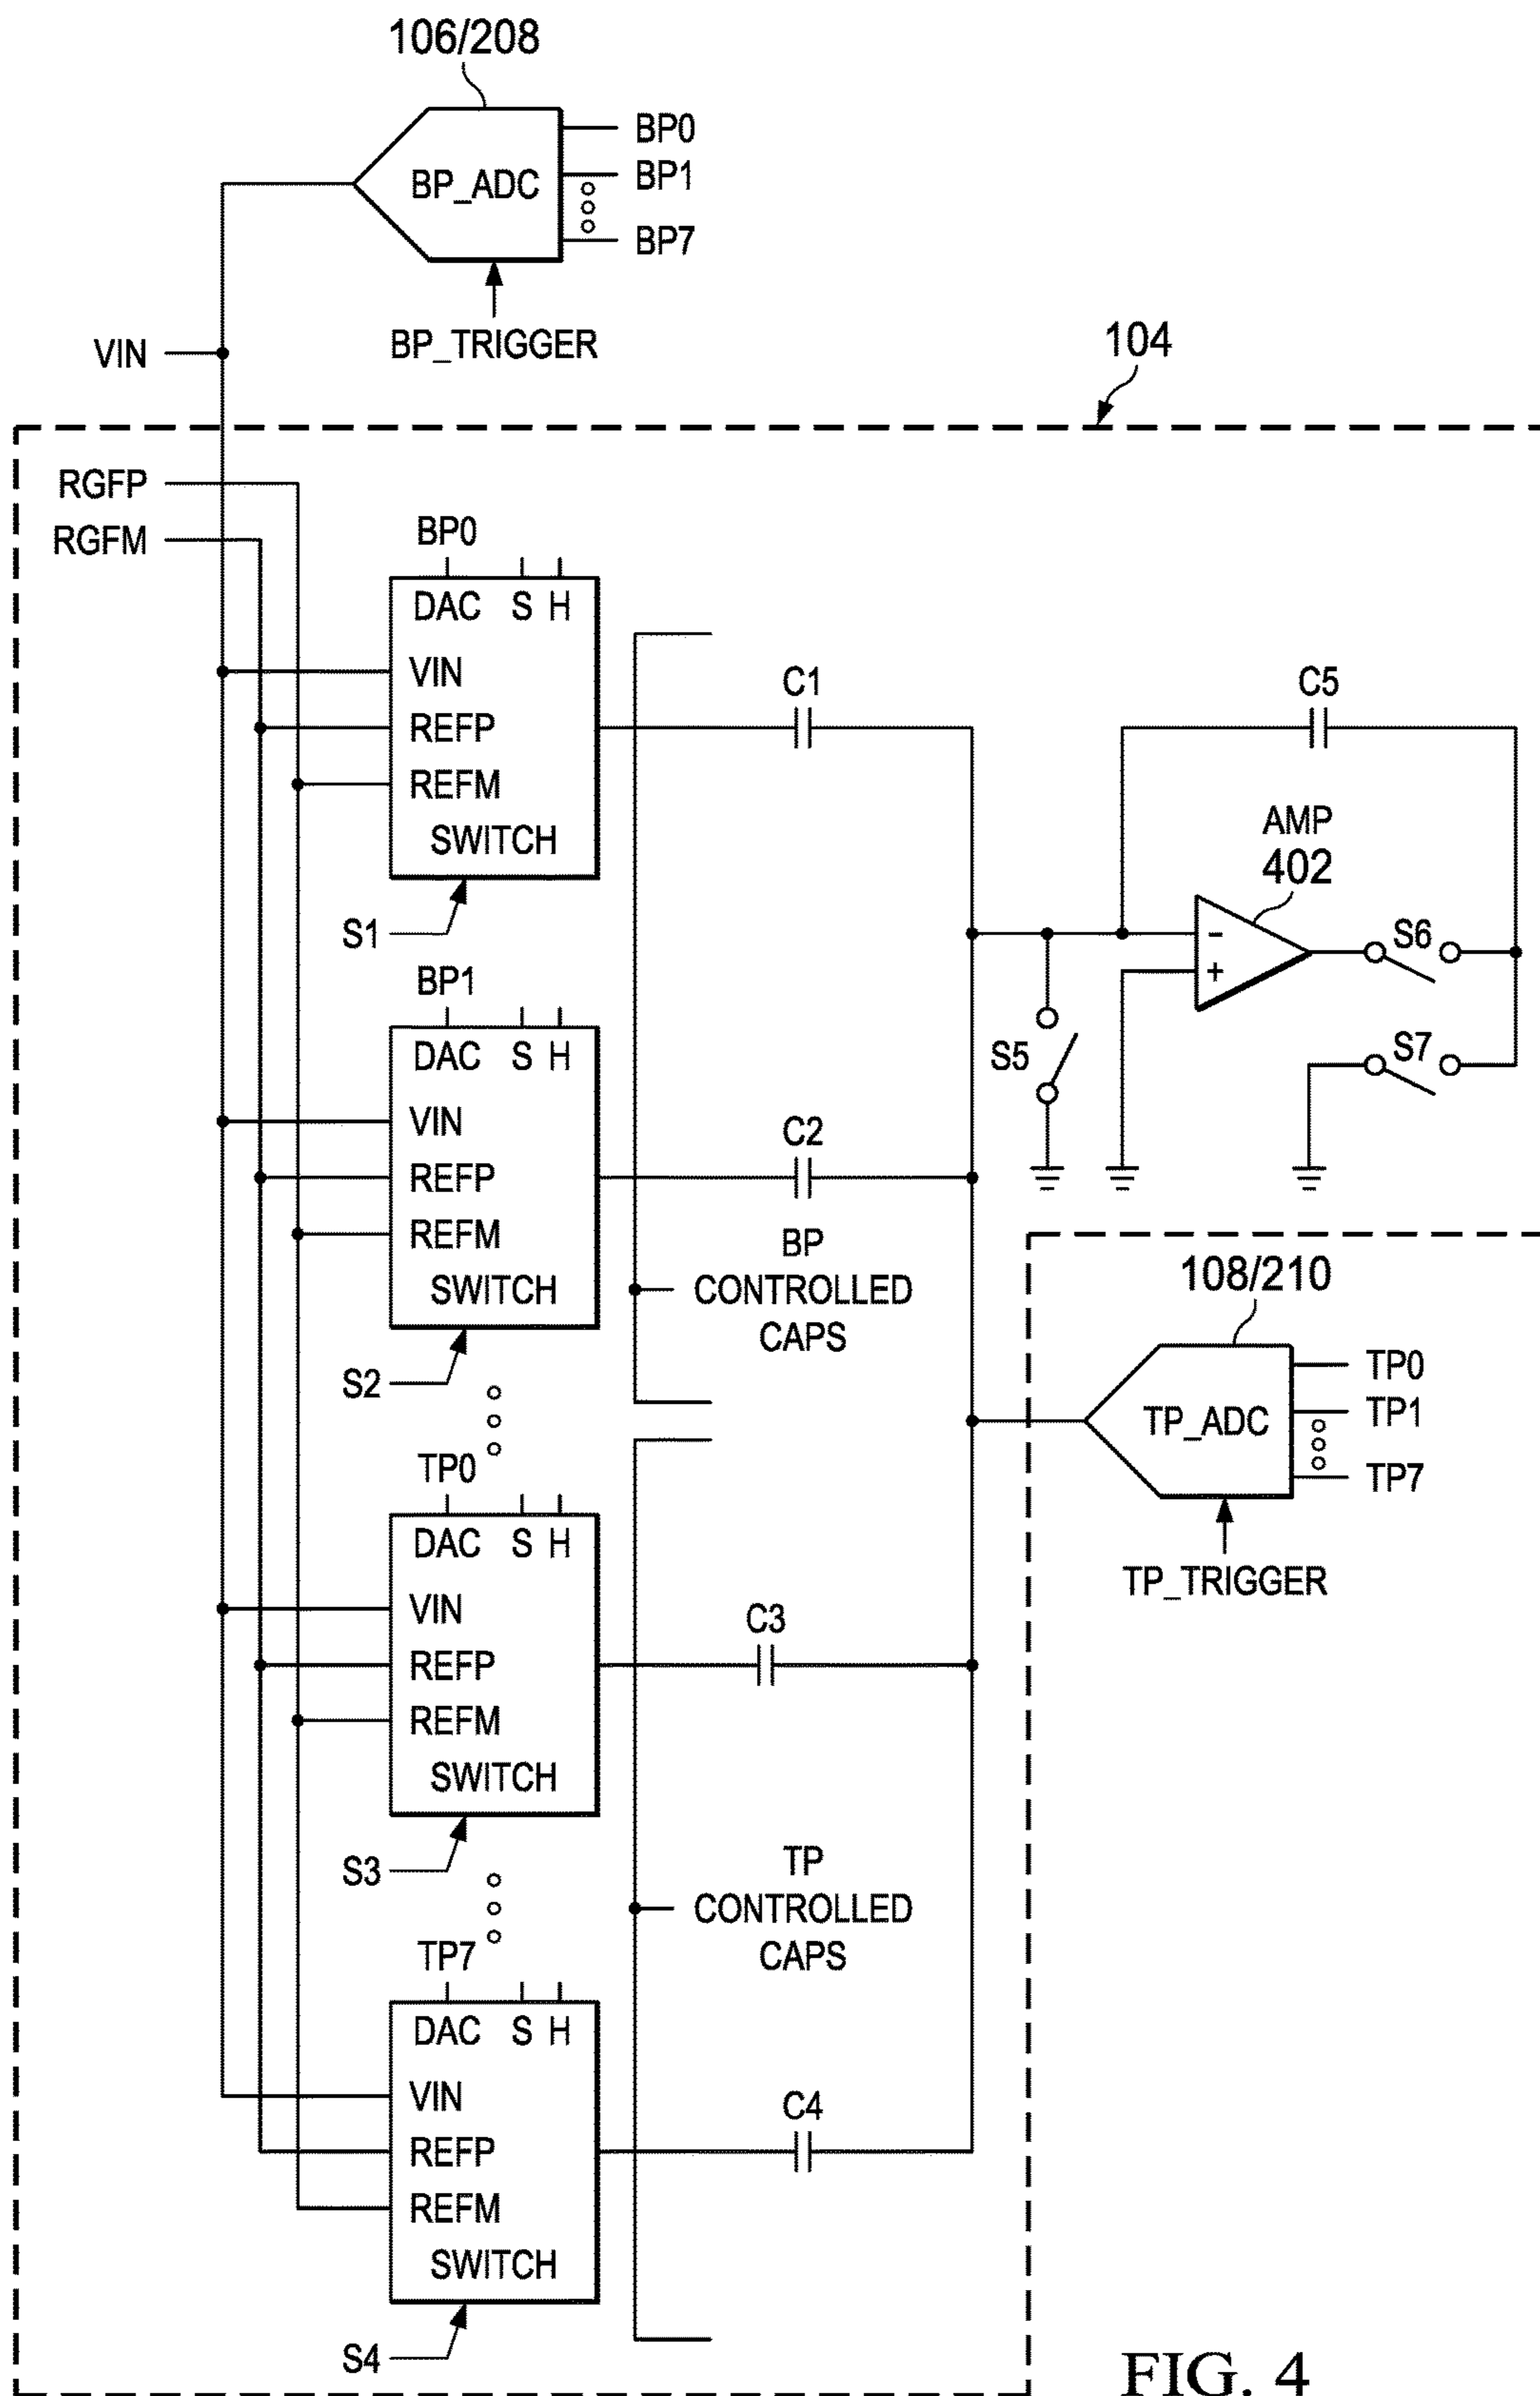 106/208
BP_ADC
BP0
BP1
BP7
BP_TRIGGER
VIN
104
RGFP
RGFM
BP0
DAC S H
VIN
REFP
REFM
SWITCH
S1
C1
C5
AMP
402
-
+
S5
S6
S7
BP1
DAC S H
VIN
REFP
REFM
SWITCH
S2
C2
BP
CONTROLLED
CAPS
108/210
TP_ADC
TP0
TP1
TP7
TP_TRIGGER
TP0
DAC S H
VIN
REFP
REFM
SWITCH
S3
C3
TP
CONTROLLED
CAPS
TP7
DAC S H
VIN
REFP
REFM
SWITCH
S4
C4
FIG. 4